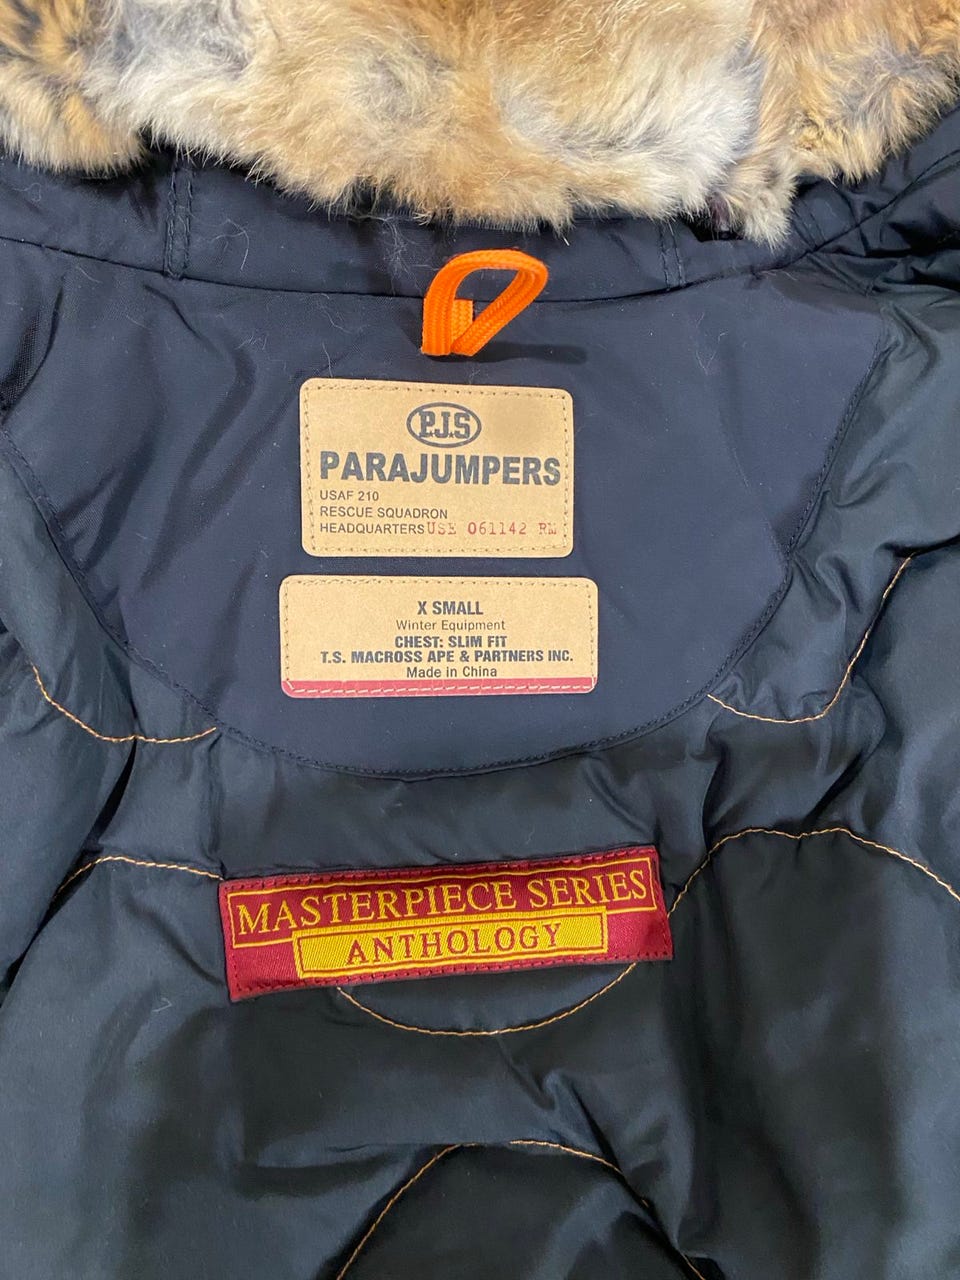 P.J.S
PARAJUMPERS
USAF 210
RESCUE SQUADRON
HEADQUARTERS USE 061142 RM
X SMALL
Winter Equipment
CHEST: SLIM FIT
T.S. MACROSS APE & PARTNERS INC.
Made in China
MASTERPIECE SERIES
ANTHOLOGY